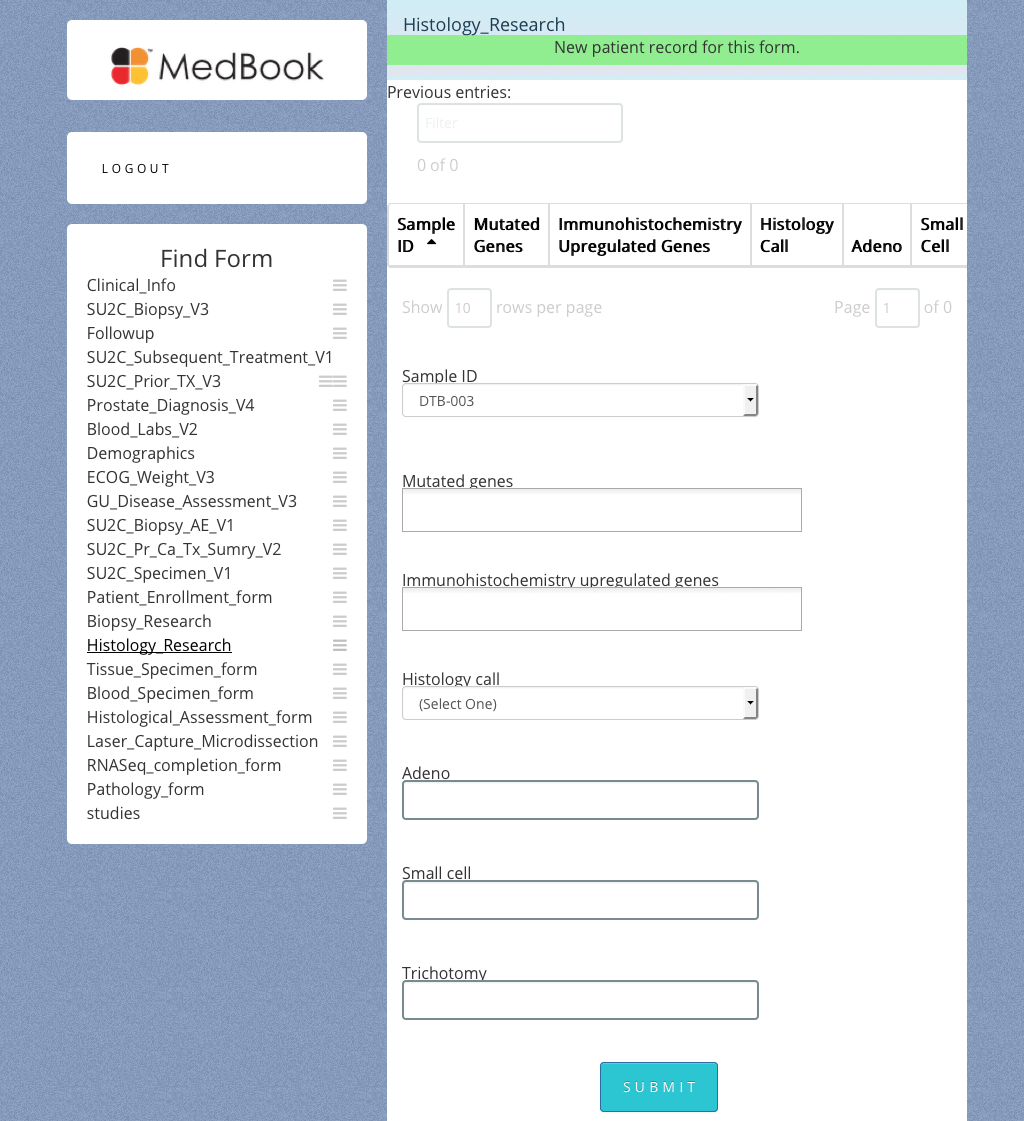 MedBook™
LOGOUT
Find Form
Clinical_Info
SU2C_Biopsy_V3
Followup
SU2C_Subsequent_Treatment_V1
SU2C_Prior_TX_V3
Prostate_Diagnosis_V4
Blood_Labs_V2
Demographics
ECOG_Weight_V3
GU_Disease_Assessment_V3
SU2C_Biopsy_AE_V1
SU2C_Pr_Ca_Tx_Sumry_V2
SU2C_Specimen_V1
Patient_Enrollment_form
Biopsy_Research
Histology_Research
Tissue_Specimen_form
Blood_Specimen_form
Histological_Assessment_form
Laser_Capture_Microdissection
RNASeq_completion_form
Pathology_form
studies
Histology_Research
New patient record for this form.
Previous entries:
Filter
0 of 0
Sample ID
Mutated Genes
Immunohistochemistry Upregulated Genes
Histology Call
Adeno
Small Cell
Show 10 rows per page
Page 1 of 0
Sample ID
DTB-003
Mutated genes
Immunohistochemistry upregulated genes
Histology call
(Select One)
Adeno
Small cell
Trichotomy
SUBMIT